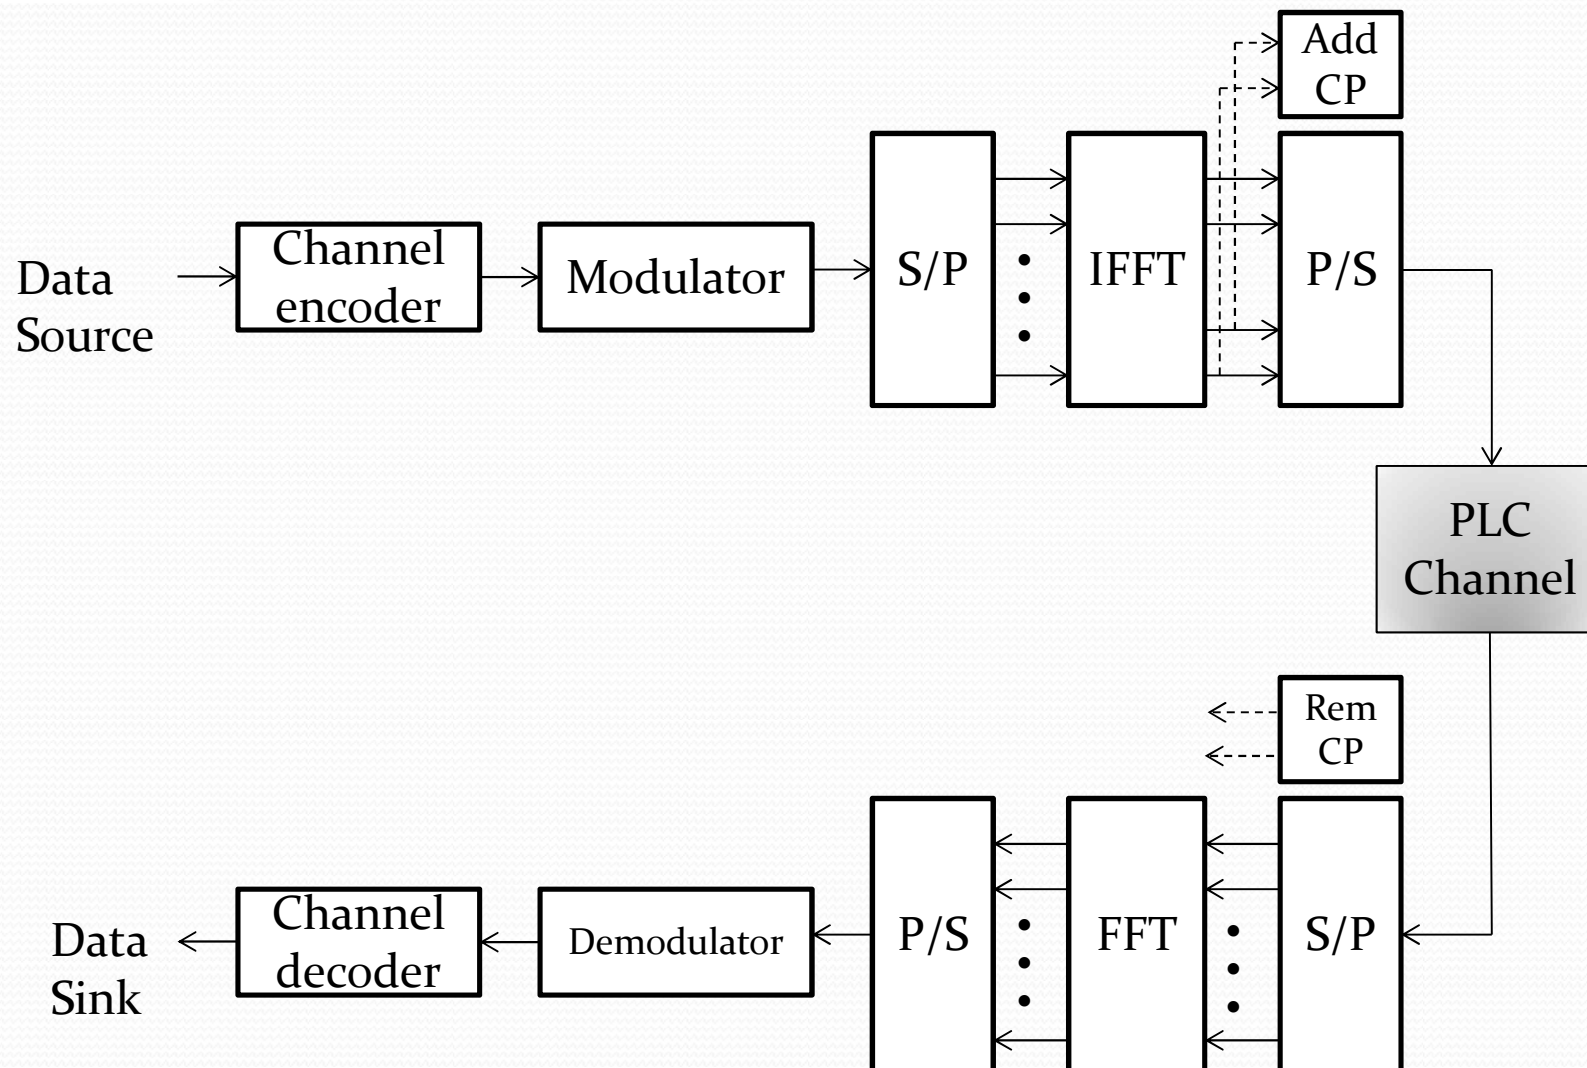 Add
CP
Data
Source
Channel
encoder
Modulator
S/P
IFFT
P/S
PLC
Channel
Rem
CP
Data
Sink
Channel
decoder
Demodulator
P/S
FFT
S/P